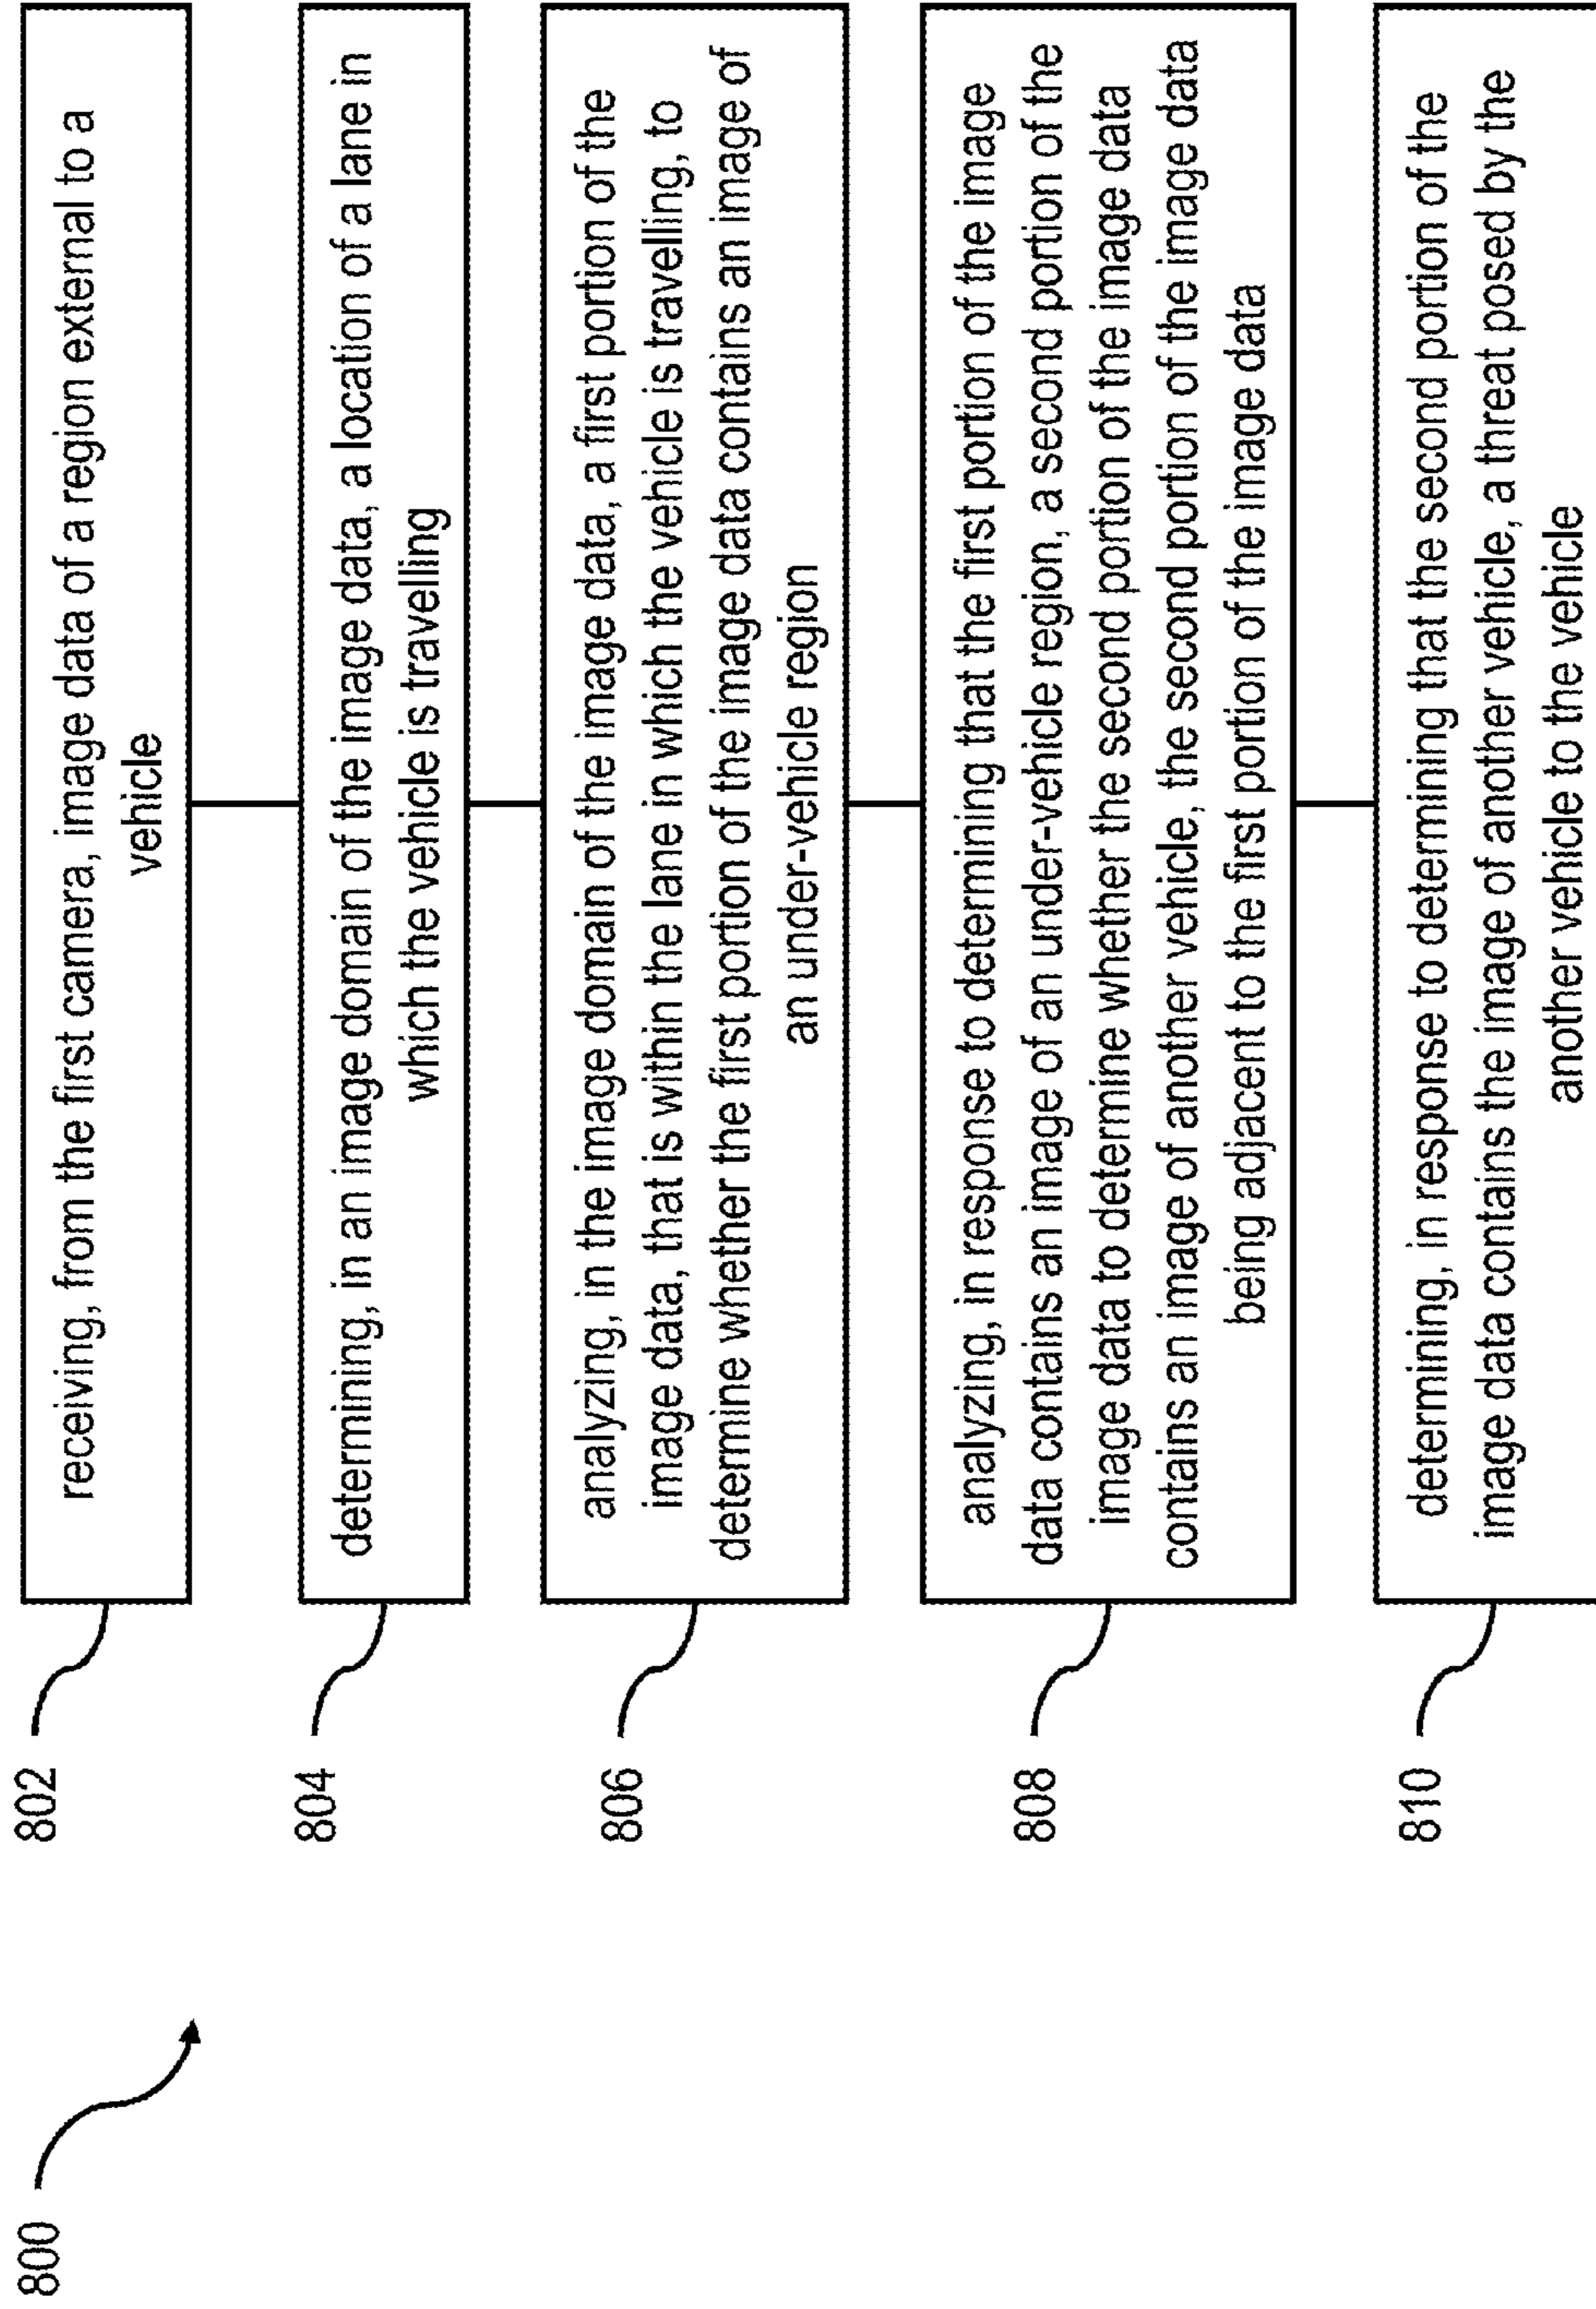 800
802
receiving, from the first camera, image data of a region external to a
vehicle
804
determining, in an image domain of the image data, a location of a lane in
which the vehicle is travelling
806
analyzing, in the image domain of the image data, a first portion of the
image data, that is within the lane in which the vehicle is travelling, to
determine whether the first portion of the image data contains an image of
an under-vehicle region
808
analyzing, in response to determining that the first portion of the image
data contains an image of an under-vehicle region, a second portion of the
image data to determine whether the second portion of the image data
contains an image of another vehicle, the second portion of the image data
being adjacent to the first portion of the image data
810
determining, in response to determining that the second portion of the
image data contains the image of another vehicle, a threat posed by the
another vehicle to the vehicle